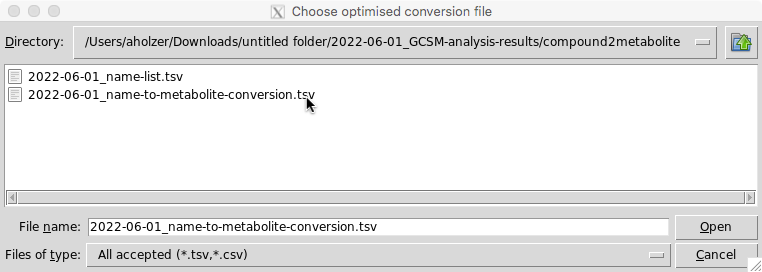 Choose optimised conversion file
Directory: /Users/aholzer/Downloads/untitled folder/2022-06-01_GCSM-analysis-results/compound2metabolite
2022-06-01_name-list.tsv
2022-06-01_name-to-metabolite-conversion.tsv
File name: 2022-06-01_name-to-metabolite-conversion.tsv Open
Files of type: All accepted (*.tsv,*.csv) Cancel